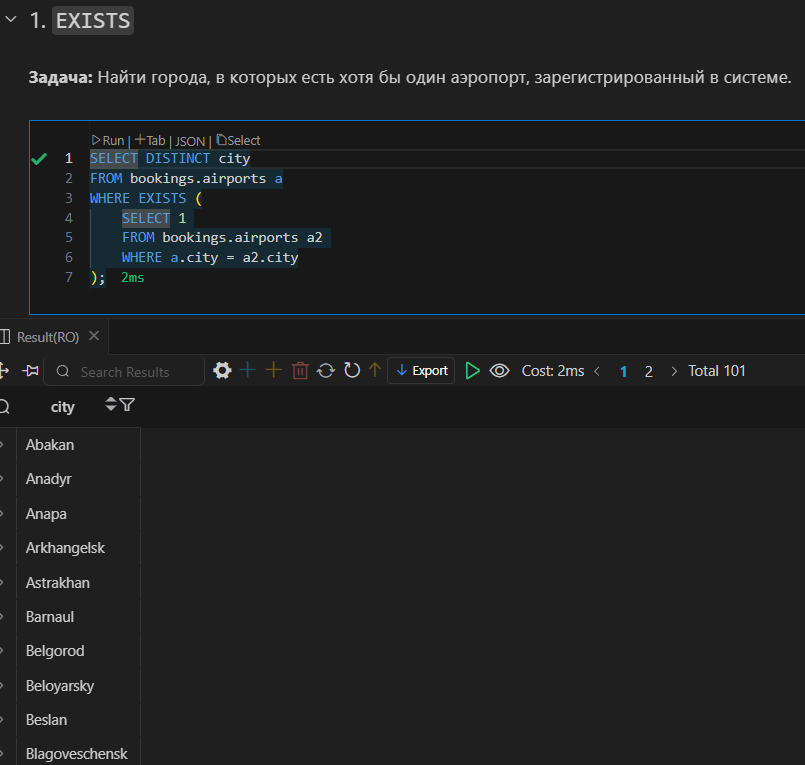 1. EXISTS
Задача: Найти города, в которых есть хотя бы один аэропорт, зарегистрированный в системе.
Run | +Tab | JSON | Select
1 SELECT DISTINCT city
2 FROM bookings.airports a
3 WHERE EXISTS (
4 SELECT 1
5 FROM bookings.airports a2
6 WHERE a.city = a2.city
7 ); 2ms
Result(RO)
Search Results Export Cost: 2ms 1 2 Total 101
city
Abakan
Anadyr
Anapa
Arkhangelsk
Astrakhan
Barnaul
Belgorod
Beloyarsky
Beslan
Blagoveschensk